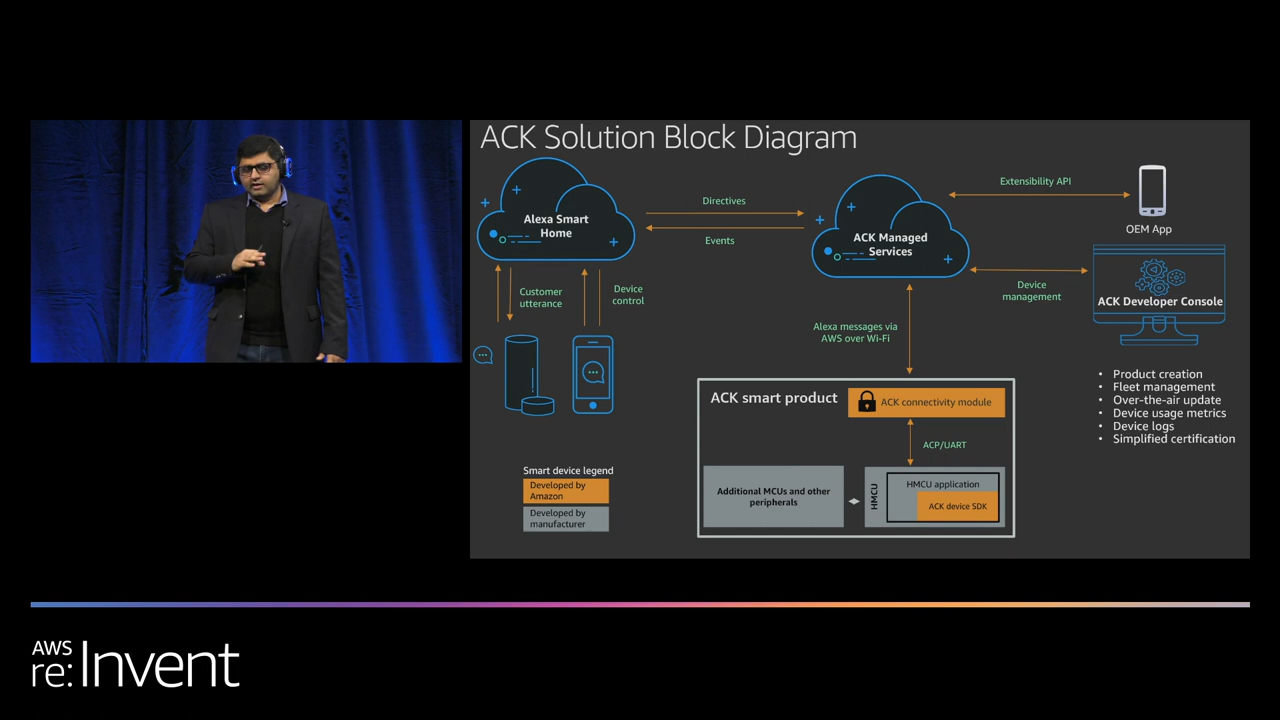 ACK Solution Block Diagram
Alexa Smart
Home
Directives
Events
ACK Managed
Services
Extensibility API
OEM App
Customer
utterance
Device
control
Device
management
ACK Developer Console
Alexa messages via
AWS over Wi-Fi
• Product creation
• Fleet management
• Over-the-air update
• Device usage metrics
• Device logs
• Simplified certification
ACK smart product
ACK connectivity module
ACP/UART
Additional MCUs and other
peripherals
HMCU
HMCU application
ACK device SDK
Smart device legend
Developed by
Amazon
Developed by
manufacturer
AWS
re:Invent